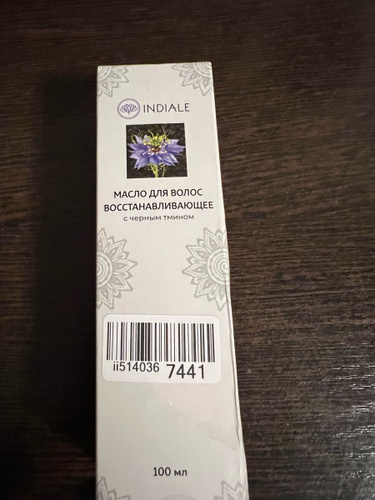 INDIALE
МАСЛО ДЛЯ ВОЛОС
ВОССТАНАВЛИВАЮЩЕЕ
с черным тмином
ii514036 7441
100 мл